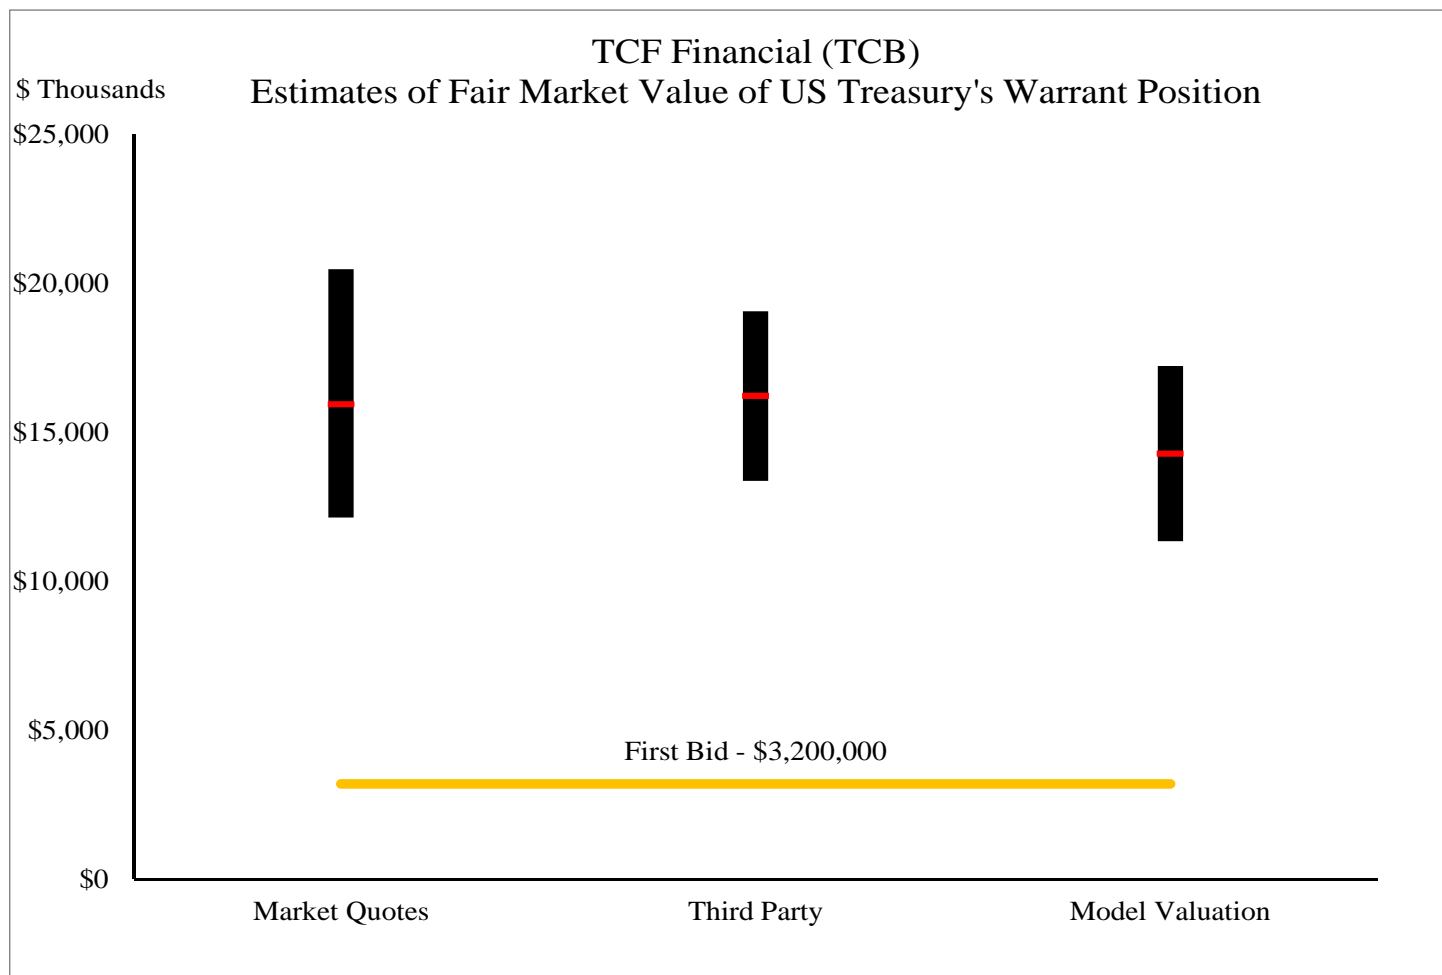 TCF Financial (TCB)
Estimates of Fair Market Value of US Treasury's Warrant Position
$ Thousands
$25,000
$20,000
$15,000
$10,000
$5,000
$0
First Bid - $3,200,000
Market Quotes
Third Party
Model Valuation